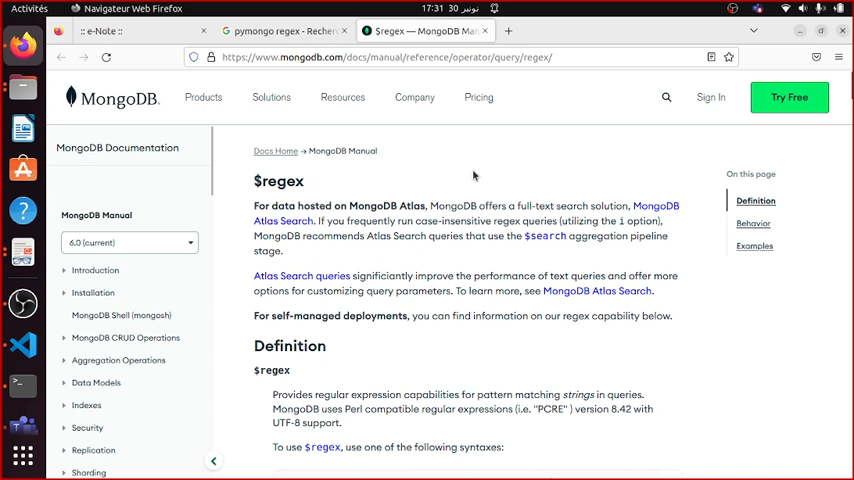 Activités
Navigateur Web Firefox
17:31 30 نونبر
:: e-Note ::
pymongo regex - Recherc
$regex — MongoDB Manu
https://www.mongodb.com/docs/manual/reference/operator/query/regex/
MongoDB.
Products
Solutions
Resources
Company
Pricing
Sign In
Try Free
MongoDB Documentation
MongoDB Manual
6.0 (current)
Introduction
Installation
MongoDB Shell (mongosh)
MongoDB CRUD Operations
Aggregation Operations
Data Models
Indexes
Security
Replication
Sharding
Docs Home → MongoDB Manual
$regex
For data hosted on MongoDB Atlas, MongoDB offers a full-text search solution, MongoDB
Atlas Search. If you frequently run case-insensitive regex queries (utilizing the i option),
MongoDB recommends Atlas Search queries that use the $search aggregation pipeline
stage.
Atlas Search queries significantly improve the performance of text queries and offer more
options for customizing query parameters. To learn more, see MongoDB Atlas Search.
For self-managed deployments, you can find information on our regex capability below.
Definition
$regex
Provides regular expression capabilities for pattern matching strings in queries.
MongoDB uses Perl compatible regular expressions (i.e. "PCRE" ) version 8.42 with
UTF-8 support.
To use $regex, use one of the following syntaxes:
On this page
Definition
Behavior
Examples